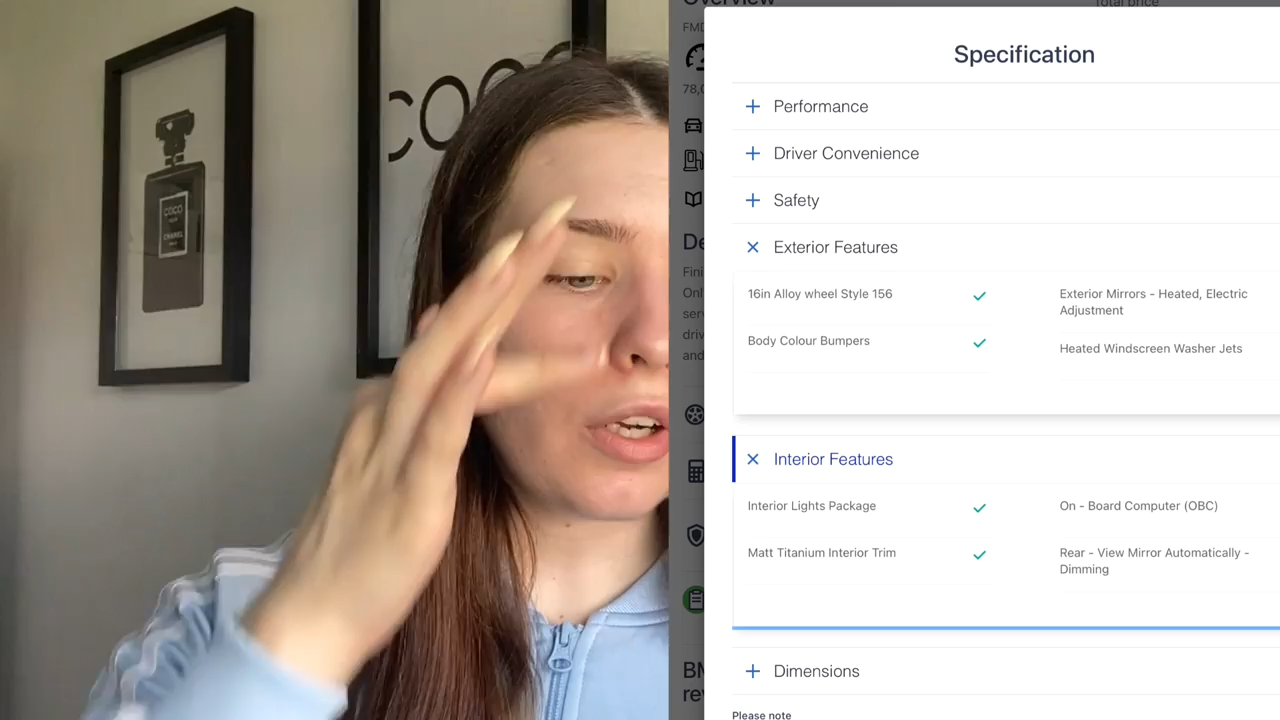 COCO
COCO
CHANEL
Overview
Total price
Specification
Performance
Driver Convenience
Safety
Exterior Features
16in Alloy wheel Style 156
Exterior Mirrors - Heated, Electric
Adjustment
Body Colour Bumpers
Heated Windscreen Washer Jets
Interior Features
Interior Lights Package
On - Board Computer (OBC)
Matt Titanium Interior Trim
Rear - View Mirror Automatically -
Dimming
Dimensions
Please note